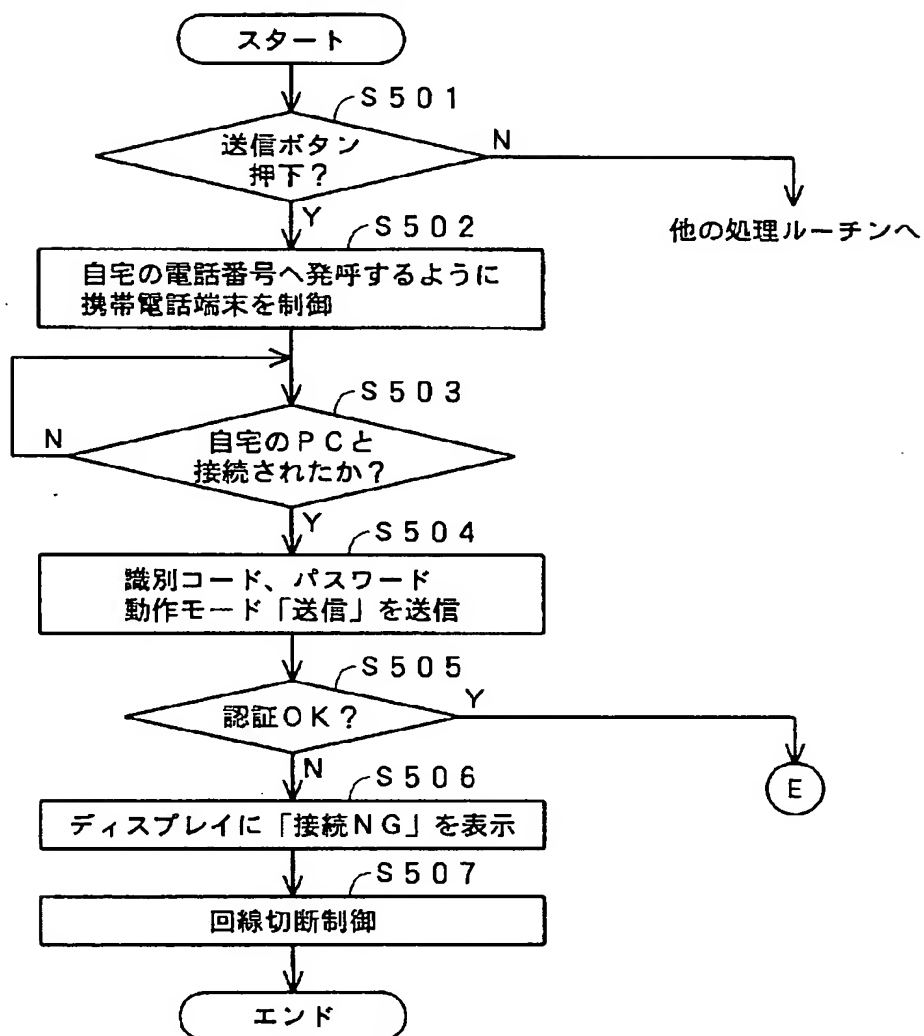 スタート
S501
送信ボタン
押下?
N
Y
他の処理ルーチンへ
S502
自宅の電話番号へ発呼するように
携帯電話端末を制御
S503
自宅のPCと
接続されたか?
N
Y
S504
識別コード、パスワード
動作モード「送信」を送信
S505
認証OK?
Y
N
E
S506
ディスプレイに「接続NG」を表示
S507
回線切断制御
エンド